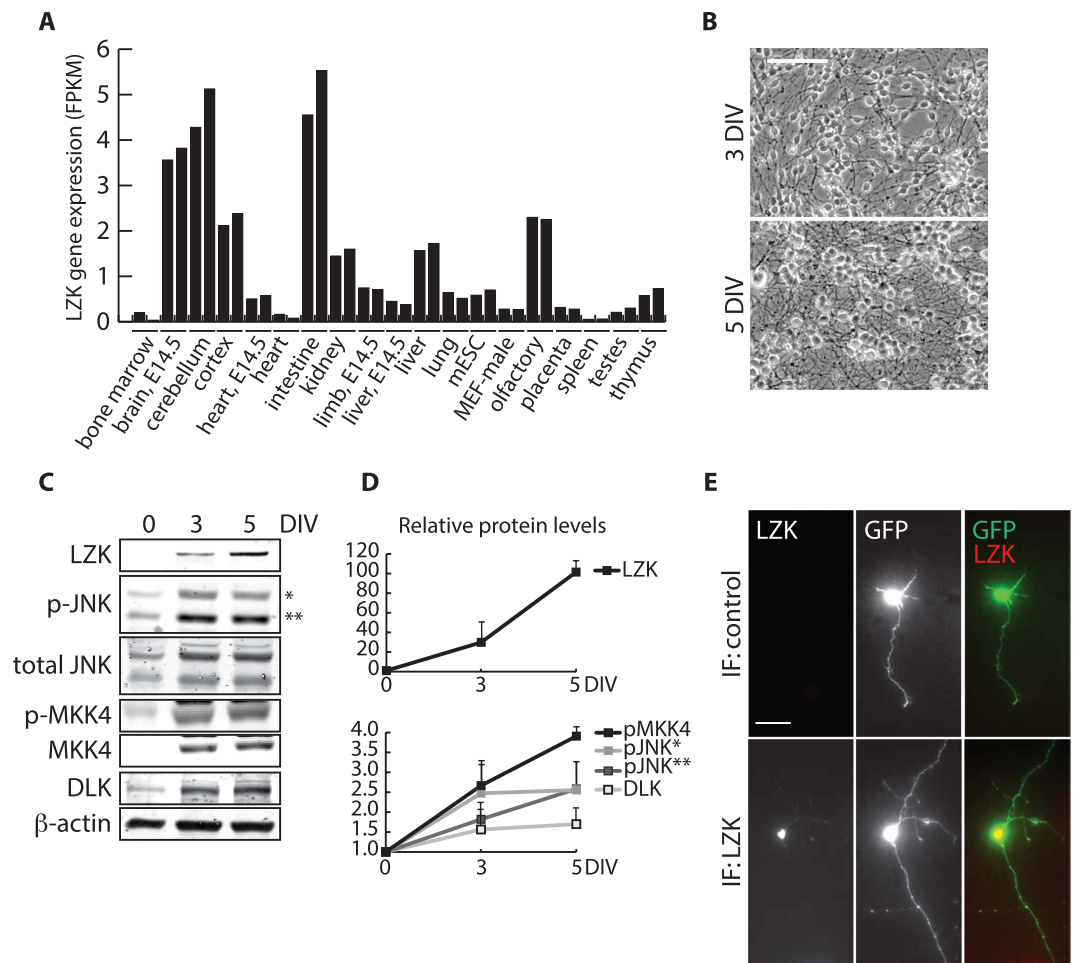 A
LZK gene expression (FPKM)
6
5
4
3
2
1
0
bone marrow
brain, E14.5
cerebellum
cortex
heart, E14.5
heart
intestine
kidney
limb, E14.5
liver, E14.5
liver
lung
mESC
MEF-male
olfactory
placenta
spleen
testes
thymus
B
3 DIV
5 DIV
C
0 3 5 DIV
LZK
p-JNK
*
**
total JNK
p-MKK4
MKK4
DLK
β-actin
D
Relative protein levels
120
100
80
60
40
20
0
0 3 5 DIV
LZK
4.0
3.5
3.0
2.5
2.0
1.5
1.0
0 3 5 DIV
pMKK4
pJNK*
pJNK**
DLK
E
LZK GFP GFP
LZK
IF: control
IF: LZK